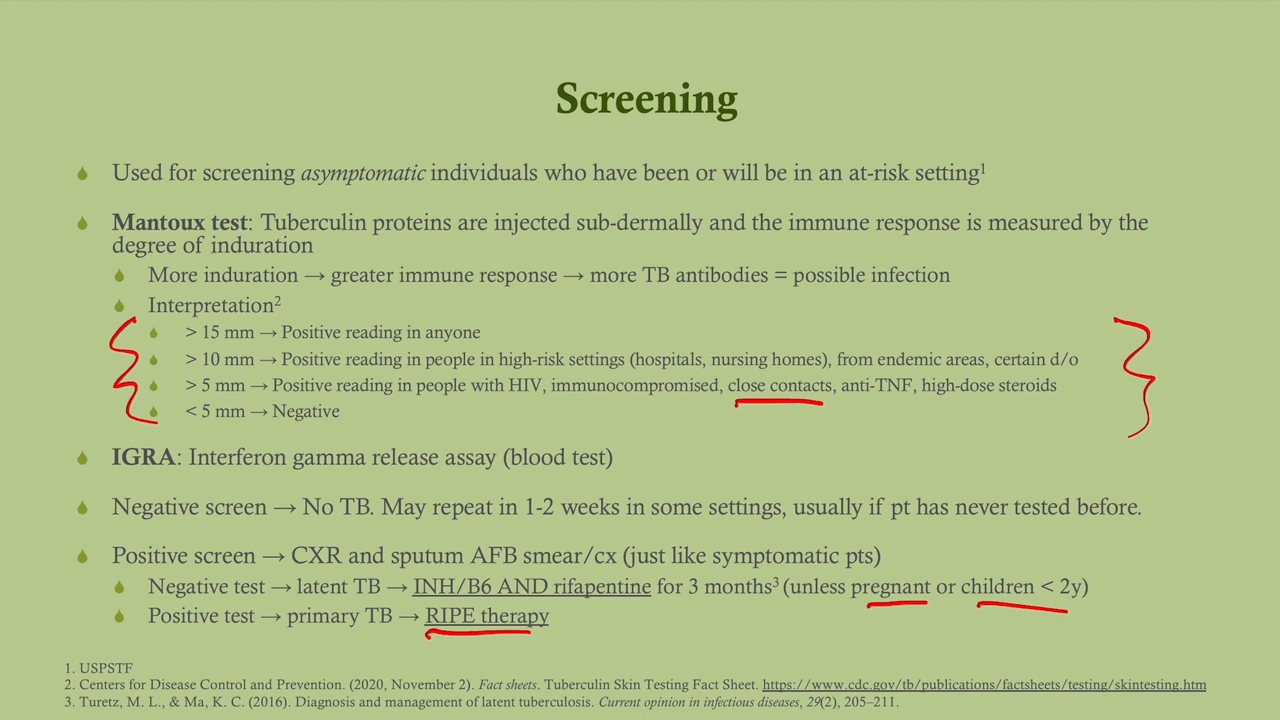 Screening
Used for screening asymptomatic individuals who have been or will be in an at-risk setting1
Mantoux test: Tuberculin proteins are injected sub-dermally and the immune response is measured by the
degree of induration
More induration → greater immune response → more TB antibodies = possible infection
Interpretation2
> 15 mm → Positive reading in anyone
> 10 mm → Positive reading in people in high-risk settings (hospitals, nursing homes), from endemic areas, certain d/o
> 5 mm → Positive reading in people with HIV, immunocompromised, close contacts, anti-TNF, high-dose steroids
< 5 mm → Negative
IGRA: Interferon gamma release assay (blood test)
Negative screen → No TB. May repeat in 1-2 weeks in some settings, usually if pt has never tested before.
Positive screen → CXR and sputum AFB smear/cx (just like symptomatic pts)
Negative test → latent TB → INH/B6 AND rifapentine for 3 months3 (unless pregnant or children < 2y)
Positive test → primary TB → RIPE therapy
1. USPSTF
2. Centers for Disease Control and Prevention. (2020, November 2). Fact sheets. Tuberculin Skin Testing Fact Sheet. https://www.cdc.gov/tb/publications/factsheets/testing/skintesting.htm
3. Turetz, M. L., & Ma, K. C. (2016). Diagnosis and management of latent tuberculosis. Current opinion in infectious diseases, 29(2), 205–211.